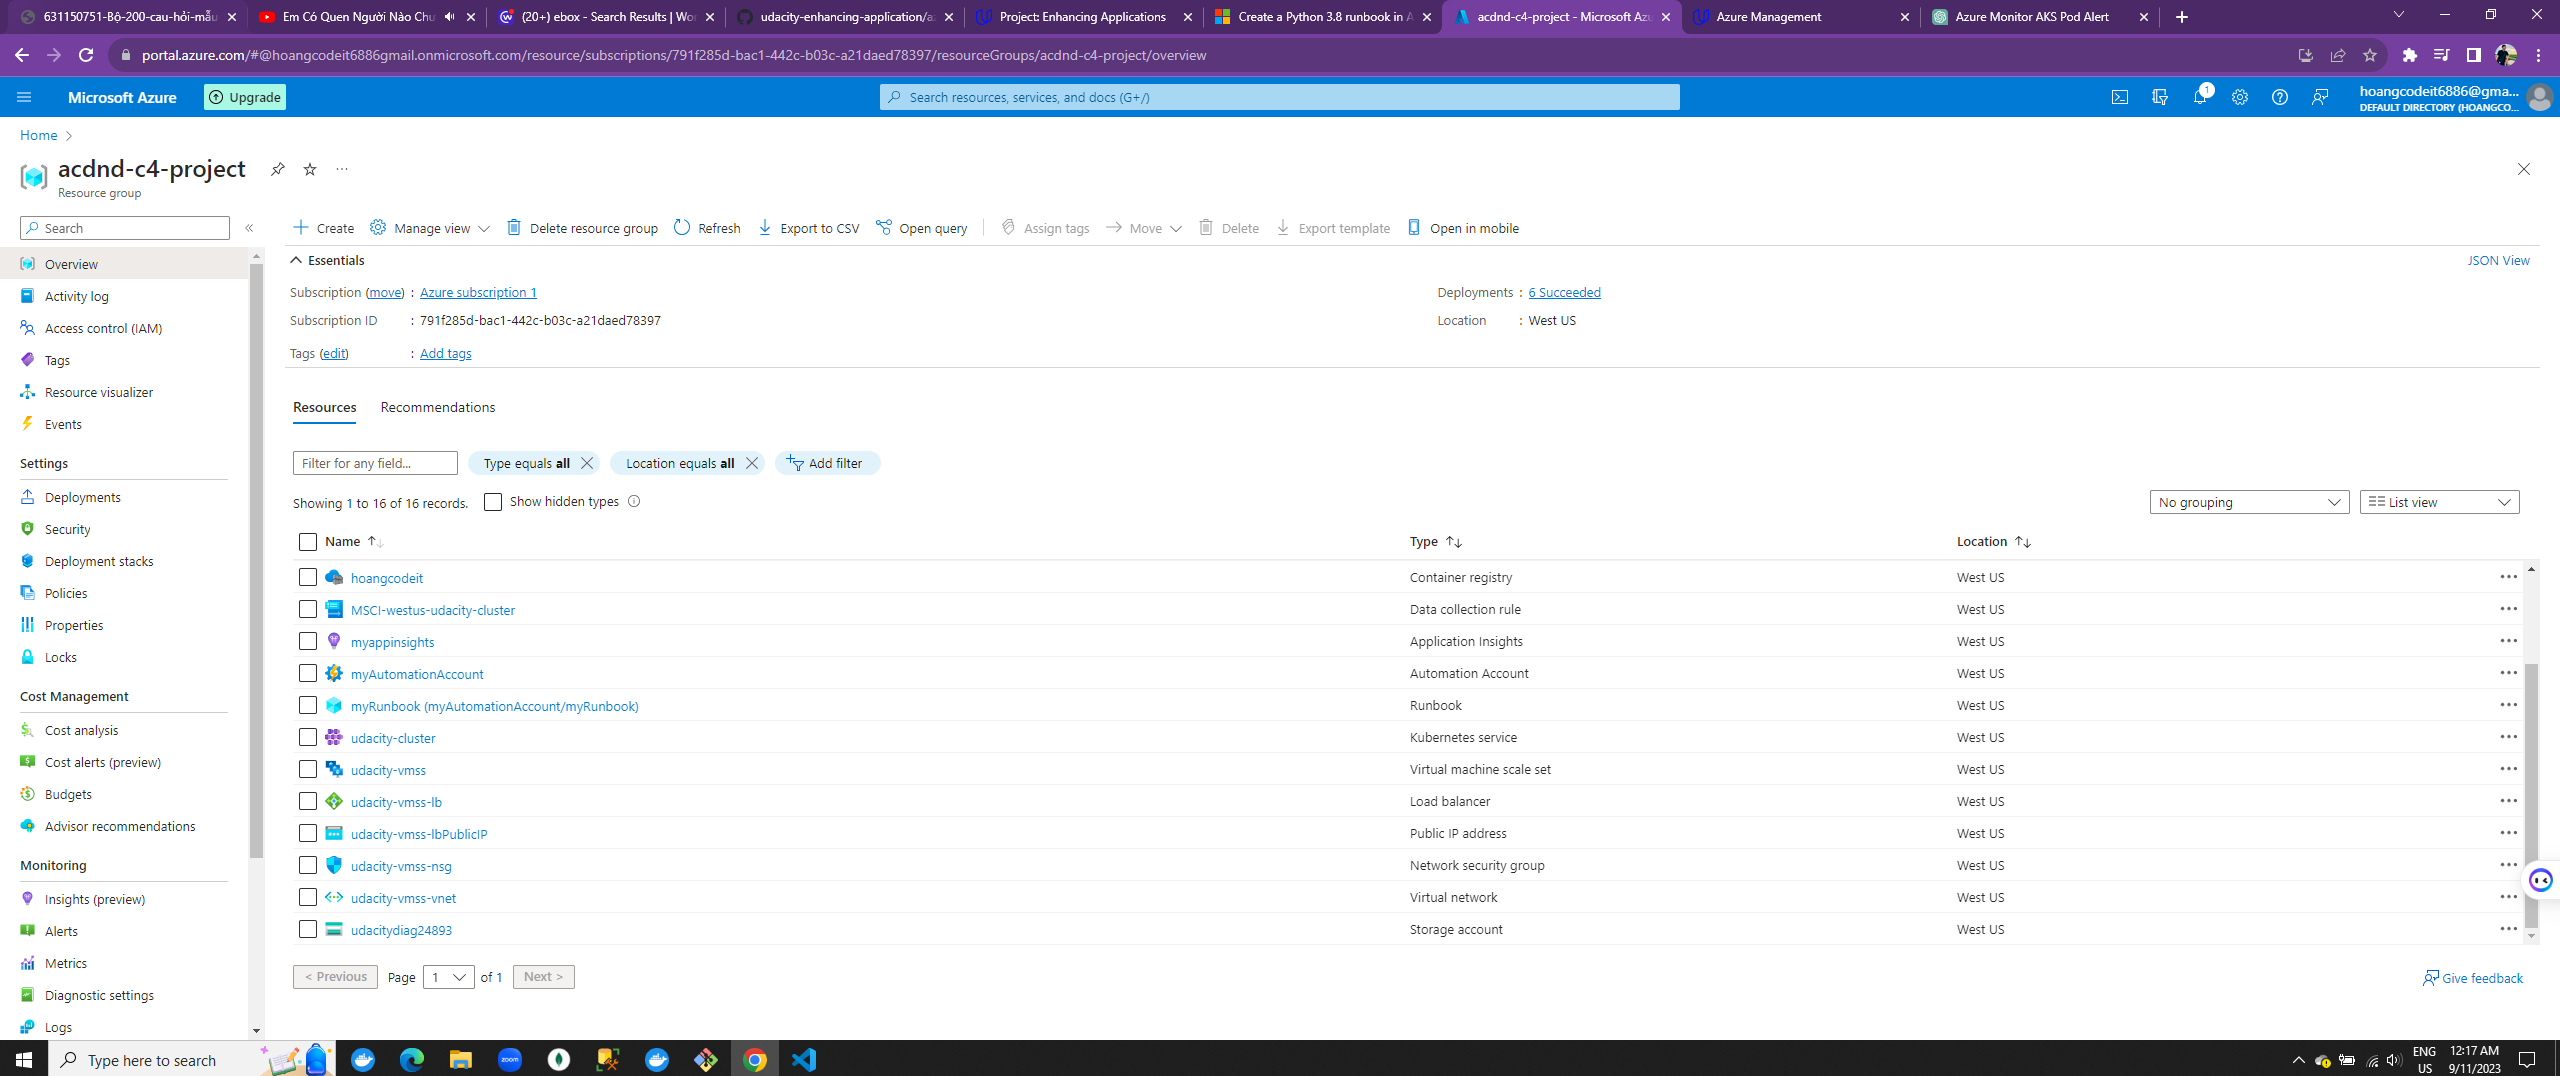 631150751-Bộ-200-cau-hỏi-mẫu
Em Có Quen Người Nào Chư
(20+) ebox - Search Results | Wor
udacity-enhancing-application/a
Project: Enhancing Applications
Create a Python 3.8 runbook in A
acdnd-c4-project - Microsoft Azu
Azure Management
Azure Monitor AKS Pod Alert
portal.azure.com/#@hoangcodeit6886gmail.onmicrosoft.com/resource/subscriptions/791f285d-bac1-442c-b03c-a21daed78397/resourceGroups/acdnd-c4-project/overview
Microsoft Azure
Upgrade
Search resources, services, and docs (G+/)
1
hoangcodeit6886@gma...
DEFAULT DIRECTORY (HOANGCO...
Home
acdnd-c4-project
Resource group
Search
Create
Manage view
Delete resource group
Refresh
Export to CSV
Open query
Assign tags
Move
Delete
Export template
Open in mobile
Overview
Activity log
Access control (IAM)
Tags
Resource visualizer
Events
Settings
Deployments
Security
Deployment stacks
Policies
Properties
Locks
Cost Management
Cost analysis
Cost alerts (preview)
Budgets
Advisor recommendations
Monitoring
Insights (preview)
Alerts
Metrics
Diagnostic settings
Logs
Essentials
JSON View
Subscription (move) : Azure subscription 1
Deployments : 6 Succeeded
Subscription ID : 791f285d-bac1-442c-b03c-a21daed78397
Location : West US
Tags (edit) : Add tags
Resources
Recommendations
Filter for any field...
Type equals all
Location equals all
Add filter
Showing 1 to 16 of 16 records.
Show hidden types
No grouping
List view
Name Type Location
hoangcodeit Container registry West US
MSCI-westus-udacity-cluster Data collection rule West US
myappinsights Application Insights West US
myAutomationAccount Automation Account West US
myRunbook (myAutomationAccount/myRunbook) Runbook West US
udacity-cluster Kubernetes service West US
udacity-vmss Virtual machine scale set West US
udacity-vmss-lb Load balancer West US
udacity-vmss-lbPublicIP Public IP address West US
udacity-vmss-nsg Network security group West US
udacity-vmss-vnet Virtual network West US
udacitydiag24893 Storage account West US
< Previous Page 1 of 1 Next >
Give feedback
Type here to search
zoom
ENG
US
12:17 AM
9/11/2023